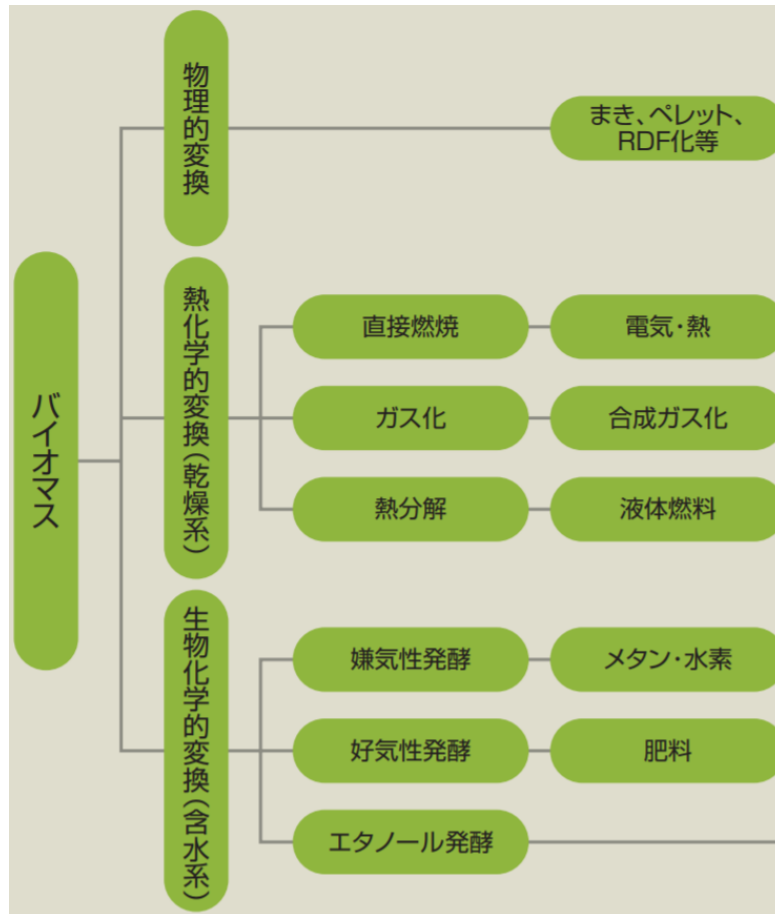 バイオマス
物理的変換
まき、ペレット、
RDF化等
熱化学的変換(乾燥系)
直接燃焼
電気・熱
ガス化
合成ガス化
熱分解
液体燃料
生物化学的変換(含水系)
嫌気性発酵
メタン・水素
好気性発酵
肥料
エタノール発酵